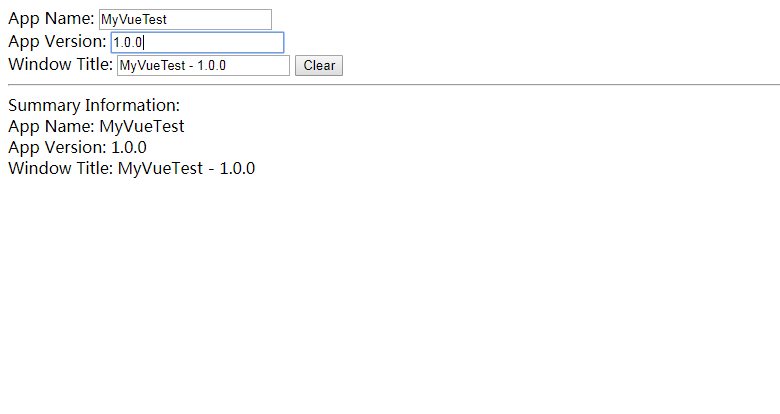 App Name: MyVueTest
App Version: 1.0.0
Window Title: MyVueTest - 1.0.0 Clear
Summary Information:
App Name: MyVueTest
App Version: 1.0.0
Window Title: MyVueTest - 1.0.0